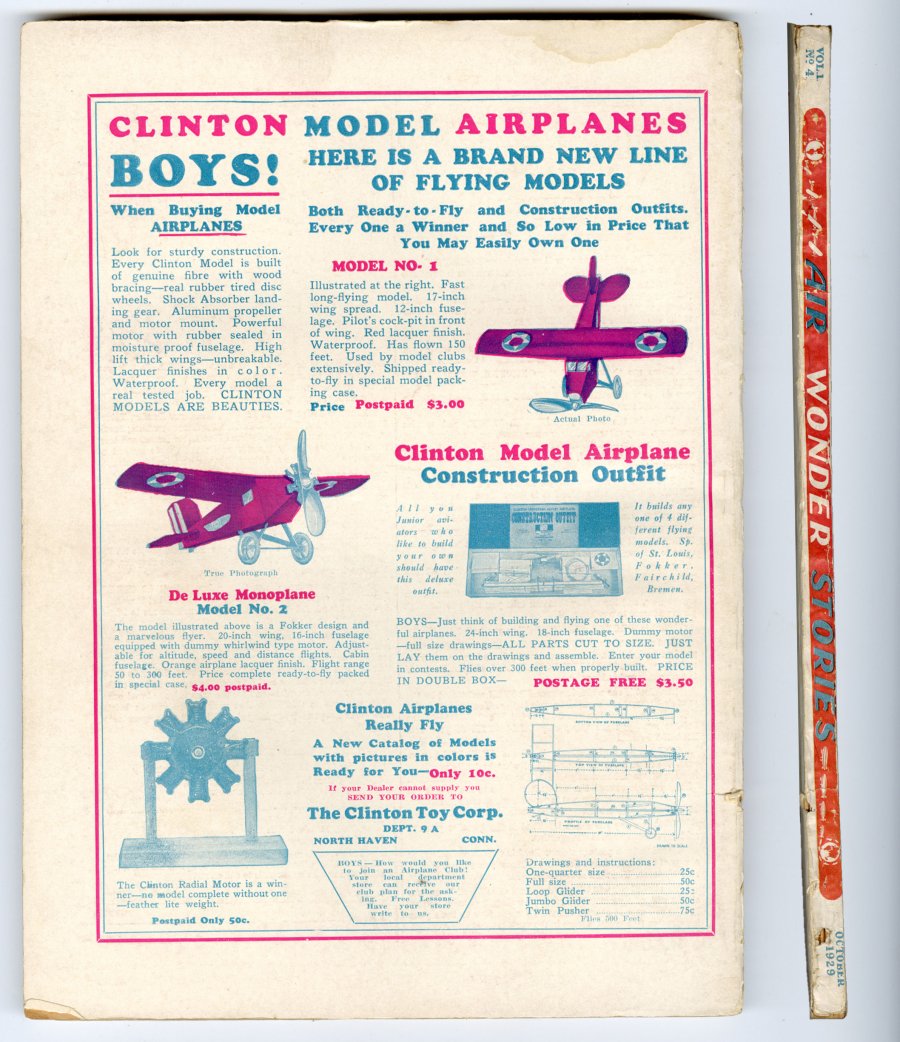 CLINTON MODEL AIRPLANES
BOYS!
When Buying Model
AIRPLANES
Look for sturdy construction.
Every Clinton Model is built
of genuine fibre with wood
bracing—real rubber tired disc
wheels. Shock Absorber land-
ing gear. Aluminum propeller
and motor mount. Powerful
motor with rubber sealed in
moisture proof fuselage. High
lift thick wings—unbreakable.
Lacquer finishes in color.
Waterproof. Every model a
real tested job. CLINTON
MODELS ARE BEAUTIES.
HERE IS A BRAND NEW LINE
OF FLYING MODELS
Both Ready-to-Fly and Construction Outfits.
Every One a Winner and So Low in Price That
You May Easily Own One
MODEL NO. 1
Illustrated at the right. Fast
long-flying model. 17-inch
wing spread. 12-inch fuse-
lage. Pilot's cock-pit in front
of wing. Red lacquer finish.
Waterproof. Has flown 150
feet. Used by model clubs
extensively. Shipped ready-
to-fly in special model pack-
ing case.
Price Postpaid $3.00
Actual Photo
True Photograph
De Luxe Monoplane
Model No. 2
The model illustrated above is a Fokker design and
a marvelous flyer. 20-inch wing, 16-inch fuselage
equipped with dummy whirlwind type motor. Adjust-
able for altitude, speed and distance flights. Cabin
fuselage. Orange airplane lacquer finish. Flight range
50 to 300 feet. Price complete ready-to-fly packed
in special case, $4.00 postpaid.
Clinton Model Airplane
Construction Outfit
All you
Junior avi-
ators who
like to build
your own
should have
this deluxe
outfit.
CONSTRUCTION OUTFIT
It builds any
one of 4 dif-
ferent flying
models. Sp.
of St. Louis,
Fokker,
Fairchild,
Bremen.
BOYS—Just think of building and flying one of these wonder-
ful airplanes. 24-inch wing. 18-inch fuselage. Dummy motor
—full size drawings—ALL PARTS CUT TO SIZE. JUST
LAY them on the drawings and assemble. Enter your model
in contests. Flies over 300 feet when properly built. PRICE
IN DOUBLE BOX— POSTAGE FREE $3.50
The Clinton Radial Motor is a win-
ner—no model complete without one
—feather lite weight.
Postpaid Only 50c.
Clinton Airplanes
Really Fly
A New Catalog of Models
with pictures in colors is
Ready for You—Only 10c.
If your Dealer cannot supply you
SEND YOUR ORDER TO
The Clinton Toy Corp.
DEPT. 9 A
NORTH HAVEN CONN.
BOYS—How would you like
to join an Airplane Club?
Your local department
store can receive our
club plan for the ask-
ing. Free Lessons.
Have your store
write to us.
BOTTOM VIEW OF FUSELAGE
TOP VIEW OF FUSELAGE
PROFILE OF FUSELAGE
DRAWN TO SCALE
Drawings and instructions:
One-quarter size 25c
Full size 50c
Loop Glider 25c
Jumbo Glider 50c
Twin Pusher 75c
Flies 500 Feet
VOL. 1
No 4
AIR WONDER STORIES
OCTOBER
1929